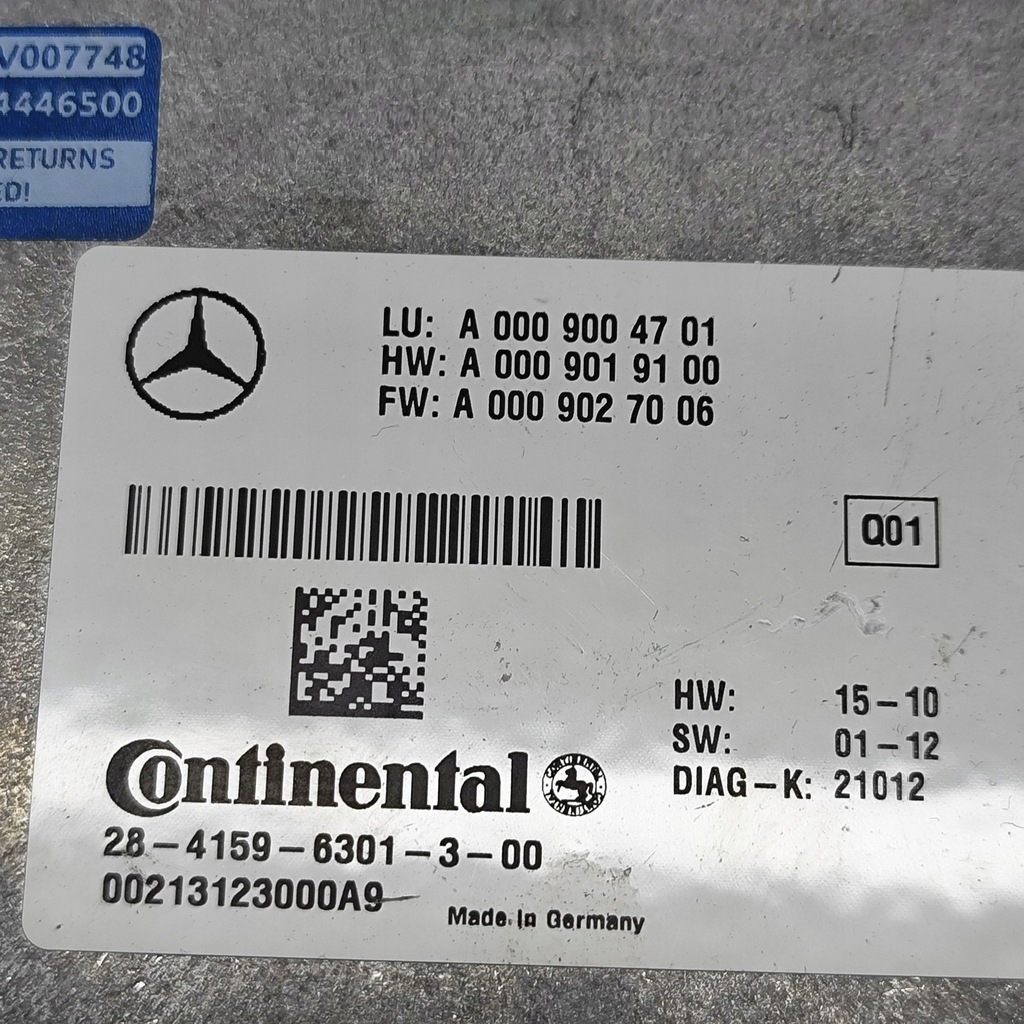 V007748
4446500
RETURNS
ED!
LU: A 000 900 47 01
HW: A 000 901 91 00
FW: A 000 902 70 06
Q01
HW: 15-10
SW: 01-12
DIAG-K: 21012
Continental
28-4159-6301-3-00
00213123000A9
Made in Germany